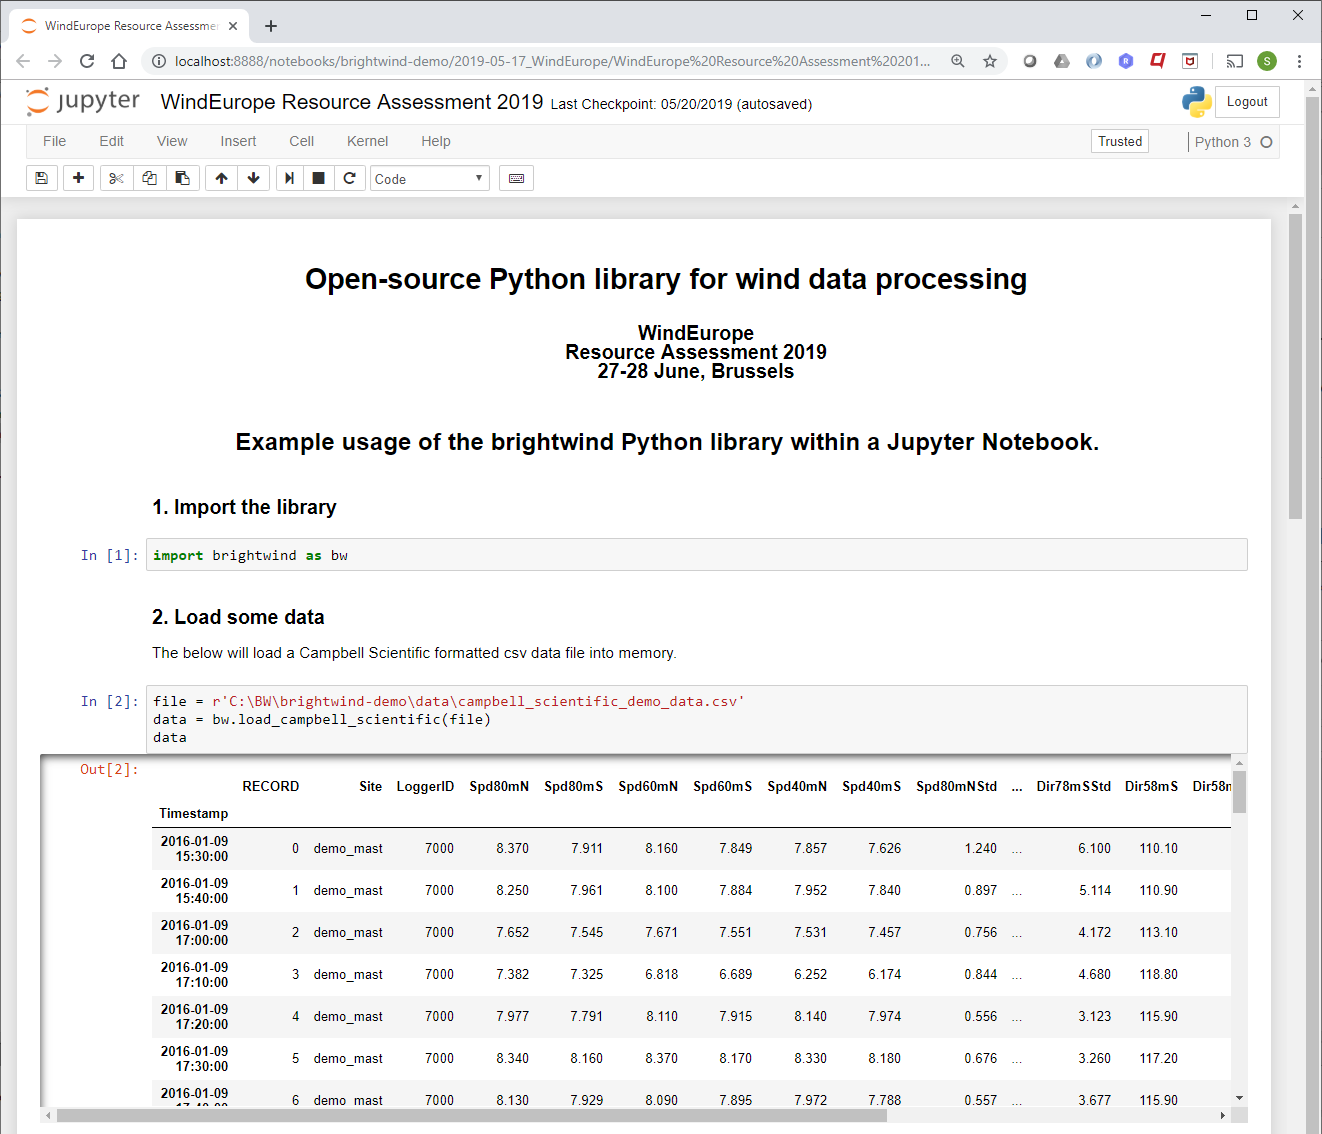 WindEurope Resource Assessme
localhost:8888/notebooks/brightwind-demo/2019-05-17_WindEurope/WindEurope%20Resource%20Assessment%20201...
S
jupyter WindEurope Resource Assessment 2019 Last Checkpoint: 05/20/2019 (autosaved)
Logout
File Edit View Insert Cell Kernel Help
Trusted
Python 3
Code
Open-source Python library for wind data processing
WindEurope
Resource Assessment 2019
27-28 June, Brussels
Example usage of the brightwind Python library within a Jupyter Notebook.
1. Import the library
In [1]: import brightwind as bw
2. Load some data
The below will load a Campbell Scientific formatted csv data file into memory.
In [2]: file = r'C:\BW\brightwind-demo\data\campbell_scientific_demo_data.csv'
data = bw.load_campbell_scientific(file)
data
Out[2]:
RECORD Site LoggerID Spd80mN Spd80mS Spd60mN Spd60mS Spd40mN Spd40mS Spd80mNStd ... Dir78mSStd Dir58mS Dir58m
Timestamp
2016-01-09
15:30:00 0 demo_mast 7000 8.370 7.911 8.160 7.849 7.857 7.626 1.240 ... 6.100 110.10
2016-01-09
15:40:00 1 demo_mast 7000 8.250 7.961 8.100 7.884 7.952 7.840 0.897 ... 5.114 110.90
2016-01-09
17:00:00 2 demo_mast 7000 7.652 7.545 7.671 7.551 7.531 7.457 0.756 ... 4.172 113.10
2016-01-09
17:10:00 3 demo_mast 7000 7.382 7.325 6.818 6.689 6.252 6.174 0.844 ... 4.680 118.80
2016-01-09
17:20:00 4 demo_mast 7000 7.977 7.791 8.110 7.915 8.140 7.974 0.556 ... 3.123 115.90
2016-01-09
17:30:00 5 demo_mast 7000 8.340 8.160 8.370 8.170 8.330 8.180 0.676 ... 3.260 117.20
2016-01-09
6 demo_mast 7000 8.130 7.929 8.090 7.895 7.972 7.788 0.557 ... 3.677 115.90